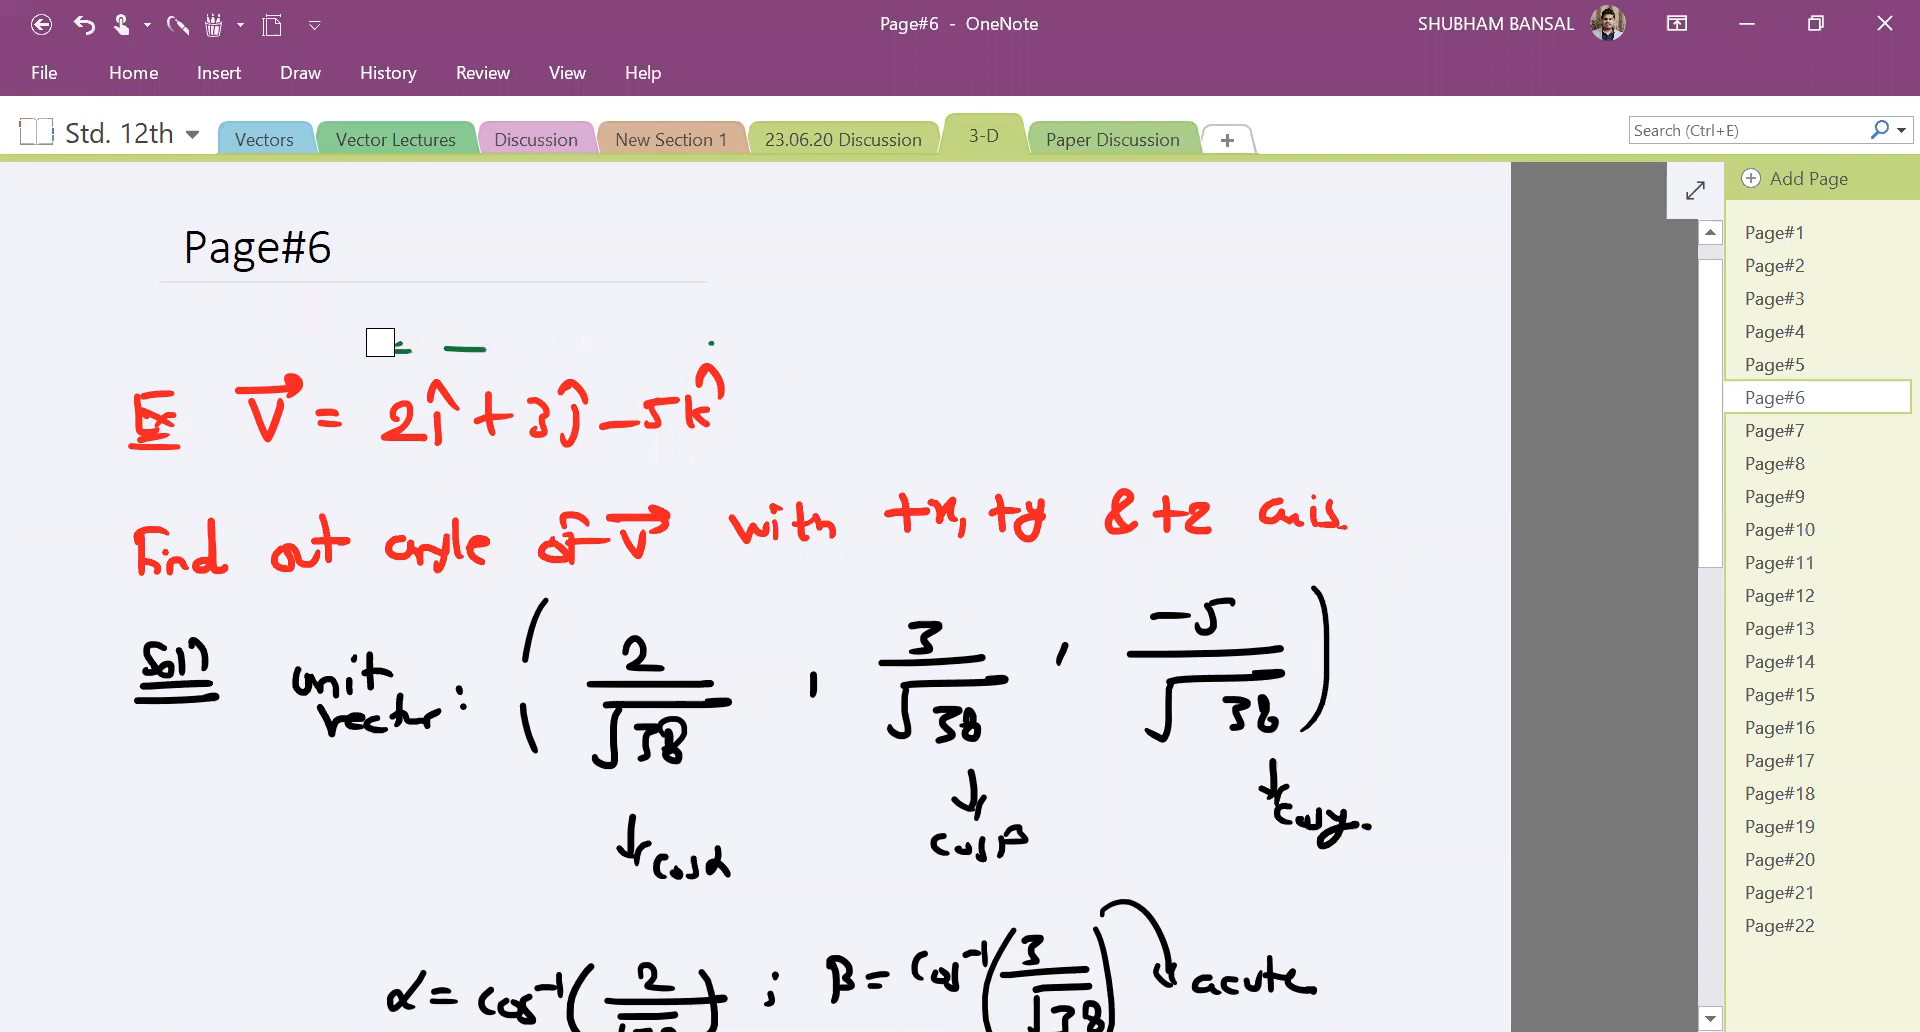 Page#6 - OneNote
SHUBHAM BANSAL
File Home Insert Draw History Review View Help
Std. 12th
Vectors Vector Lectures Discussion New Section 1 23.06.20 Discussion 3-D Paper Discussion +
Search (Ctrl+E)
Add Page
Page#6
Ex V⃗ = 2î + 3ĵ - 5k̂
Find out angle of V⃗ with +x, +y & +z axis.
Solⁿ unit vector : ( 2/√38 , 3/√38 , -5/√38 )
↓cosα ↓cosβ ↓cosγ.
α = cos⁻¹(2/√38) ; β = cos⁻¹(3/√38) acute
Page#1
Page#2
Page#3
Page#4
Page#5
Page#6
Page#7
Page#8
Page#9
Page#10
Page#11
Page#12
Page#13
Page#14
Page#15
Page#16
Page#17
Page#18
Page#19
Page#20
Page#21
Page#22